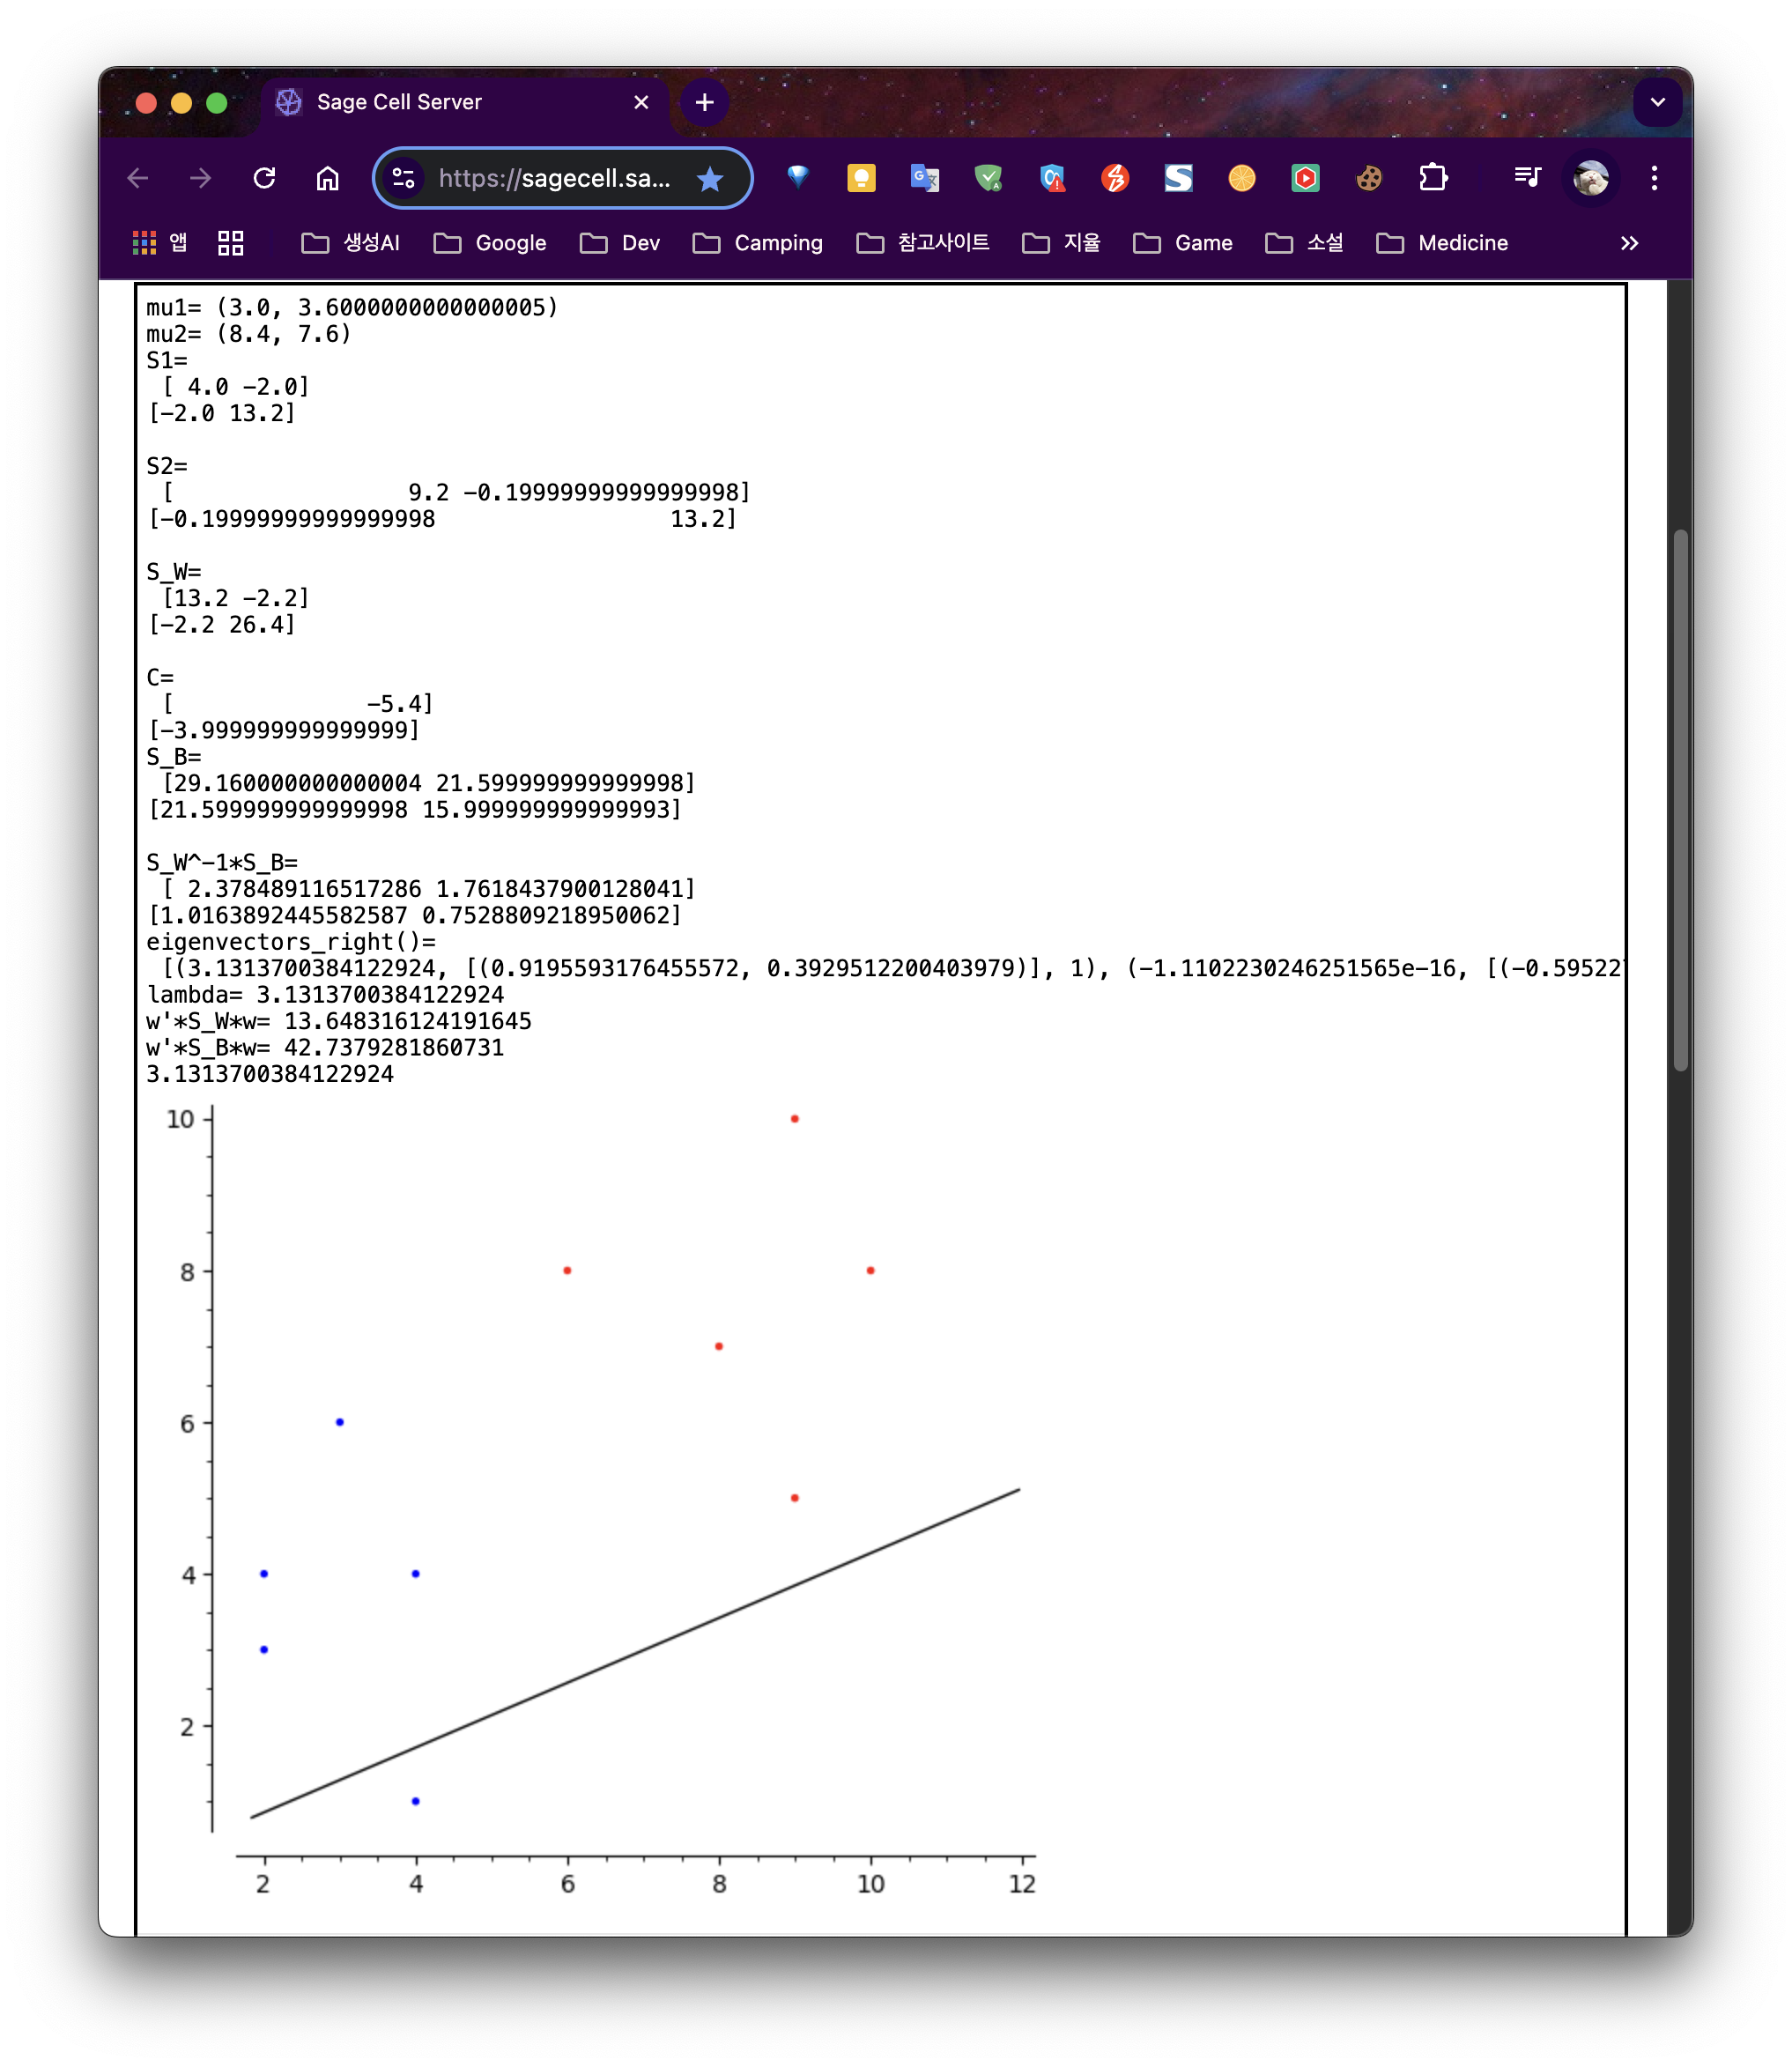 Sage Cell Server
https://sagecell.sa...
앱 생성AI Google Dev Camping 참고사이트 지율 Game 소설 Medicine
mu1= (3.0, 3.6000000000000005)
mu2= (8.4, 7.6)
S1=
[ 4.0 -2.0]
[-2.0 13.2]
S2=
[ 9.2 -0.19999999999999998]
[-0.19999999999999998 13.2]
S_W=
[13.2 -2.2]
[-2.2 26.4]
C=
[ -5.4]
[-3.999999999999999]
S_B=
[29.160000000000004 21.599999999999998]
[21.599999999999998 15.999999999999993]
S_W^-1*S_B=
[ 2.378489116517286 1.7618437900128041]
[1.0163892445582587 0.7528809218950062]
eigenvectors_right()=
[(3.1313700384122924, [(0.9195593176455572, 0.3929512200403979)], 1), (-1.1102230246251565e-16, [(-0.59522
lambda= 3.1313700384122924
w'*S_W*w= 13.648316124191645
w'*S_B*w= 42.7379281860731
3.1313700384122924
10
8
6
4
2
2 4 6 8 10 12